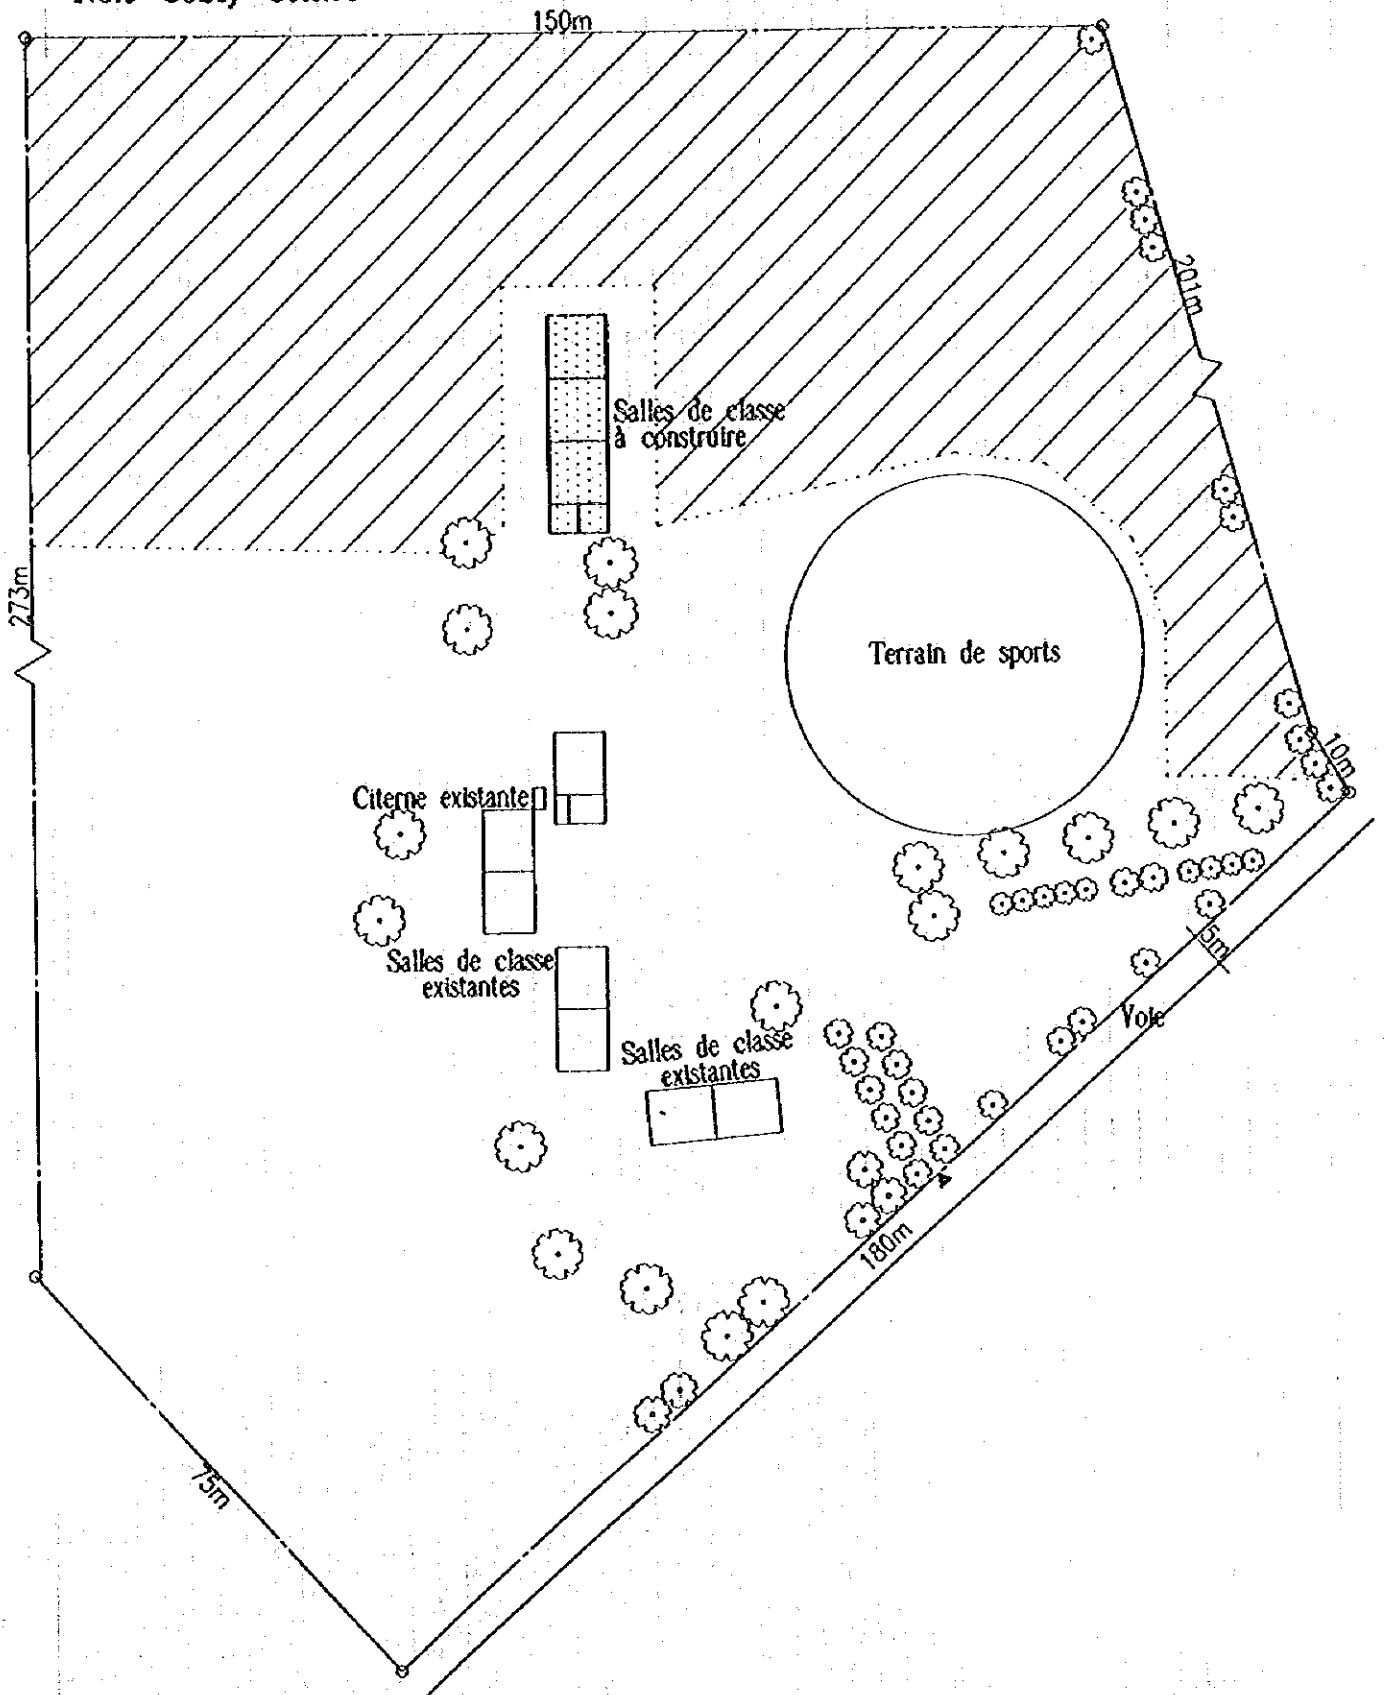 150m
201m
Salles de classe
à construire
273m
Terrain de sports
10m
Citerne existante
Salles de classe
existantes
5m
Voie
Salles de classe
existantes
180m
75m